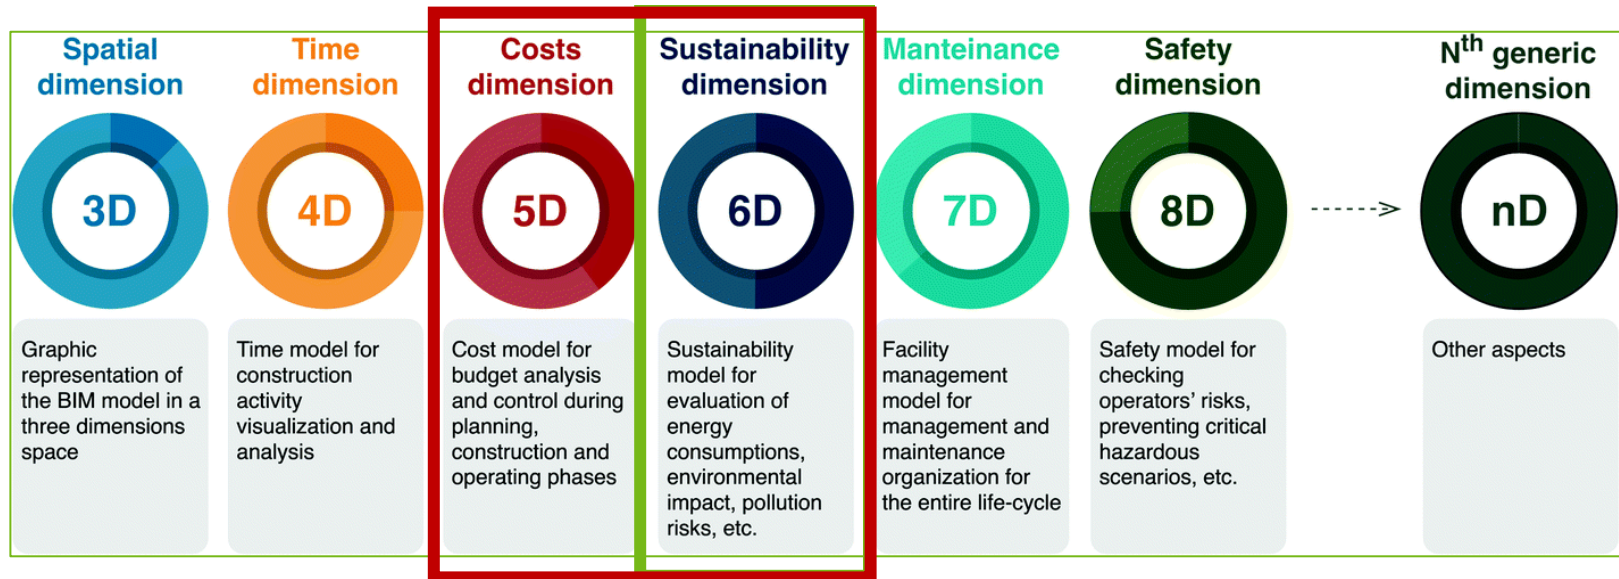 Spatial
dimension
3D
Graphic
representation of
the BIM model in a
three dimensions
space
Time
dimension
4D
Time model for
construction
activity
visualization and
analysis
Costs
dimension
5D
Cost model for
budget analysis
and control during
planning,
construction and
operating phases
Sustainability
dimension
6D
Sustainability
model for
evaluation of
energy
consumptions,
environmental
impact, pollution
risks, etc.
Manteinance
dimension
7D
Facility
management
model for
management and
maintenance
organization for
the entire life-cycle
Safety
dimension
8D
Safety model for
checking
operators’ risks,
preventing critical
hazardous
scenarios, etc.
Nth generic
dimension
nD
Other aspects